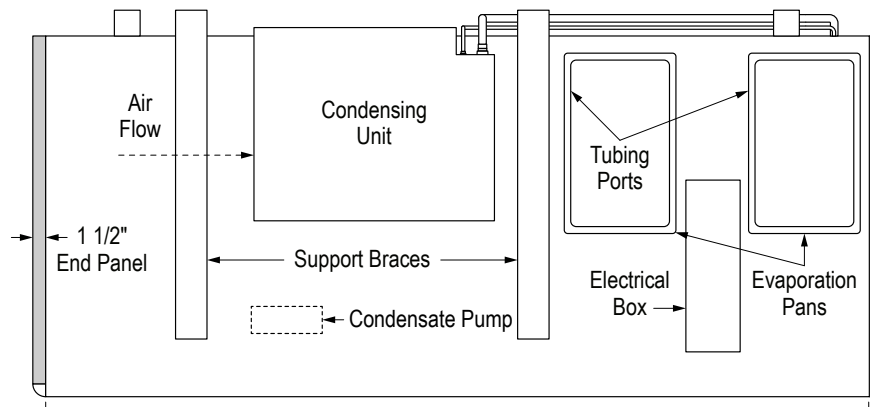 Air
Flow
Condensing
Unit
Tubing
Ports
1 1/2"
End Panel
Support Braces
Electrical
Box
Evaporation
Pans
Condensate Pump